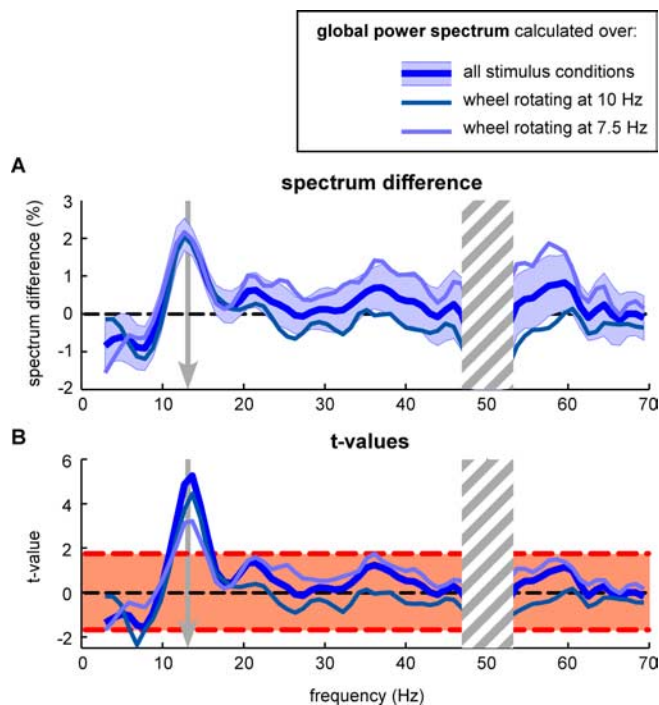 global power spectrum calculated over:
all stimulus conditions
wheel rotating at 10 Hz
wheel rotating at 7.5 Hz
A
spectrum difference
spectrum difference (%)
3
2
1
0
-1
-2
0 10 20 30 40 50 60 70
B
t-values
t-value
6
4
2
0
-2
0 10 20 30 40 50 60 70
frequency (Hz)